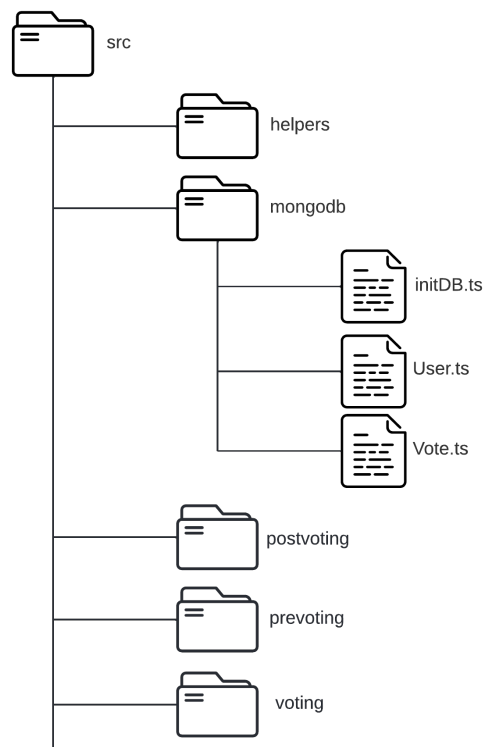 src
helpers
mongodb
initDB.ts
User.ts
Vote.ts
postvoting
prevoting
voting